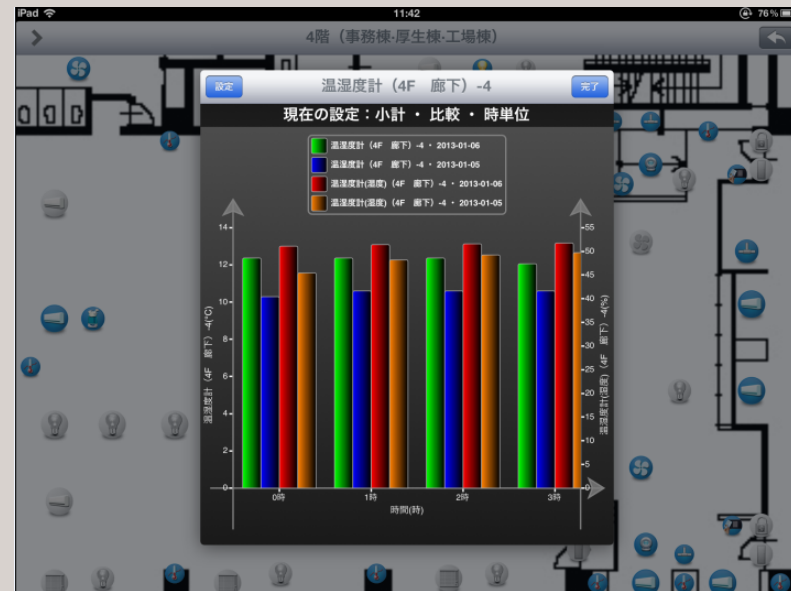 iPad 11:42 76%
4階（事務棟·厚生棟·工場棟）
設定 温湿度計（4F 廊下）-4 完了
現在の設定：小計 ・ 比較 ・ 時単位
温湿度計（4F 廊下）-4 ・ 2013-01-06
温湿度計（4F 廊下）-4 ・ 2013-01-05
温湿度計(湿度)（4F 廊下）-4 ・ 2013-01-06
温湿度計(湿度)（4F 廊下）-4 ・ 2013-01-05
14
12
10
8
6
4
2
0
温湿度計（4F 廊下）-4(°C)
55
50
45
40
35
30
25
20
15
10
5
0
温湿度計(湿度)（4F 廊下）-4(%)
0時 1時 2時 3時
時間(時)